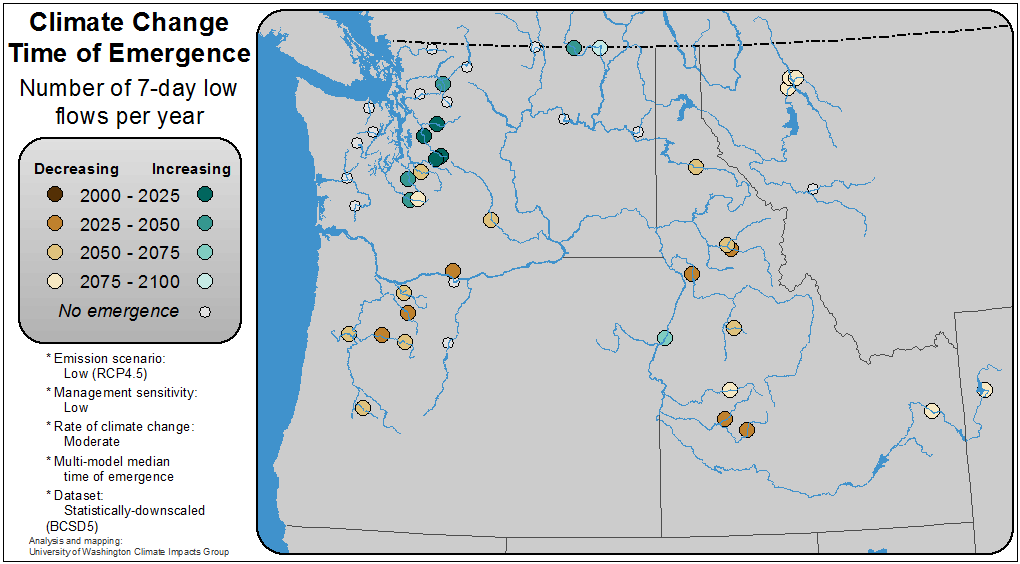 Climate Change
Time of Emergence
Number of 7-day low
flows per year
Decreasing Increasing
2000 - 2025
2025 - 2050
2050 - 2075
2075 - 2100
No emergence
* Emission scenario:
Low (RCP4.5)
* Management sensitivity:
Low
* Rate of climate change:
Moderate
* Multi-model median
time of emergence
* Dataset:
Statistically-downscaled
(BCSD5)
Analysis and mapping:
University of Washington Climate Impacts Group